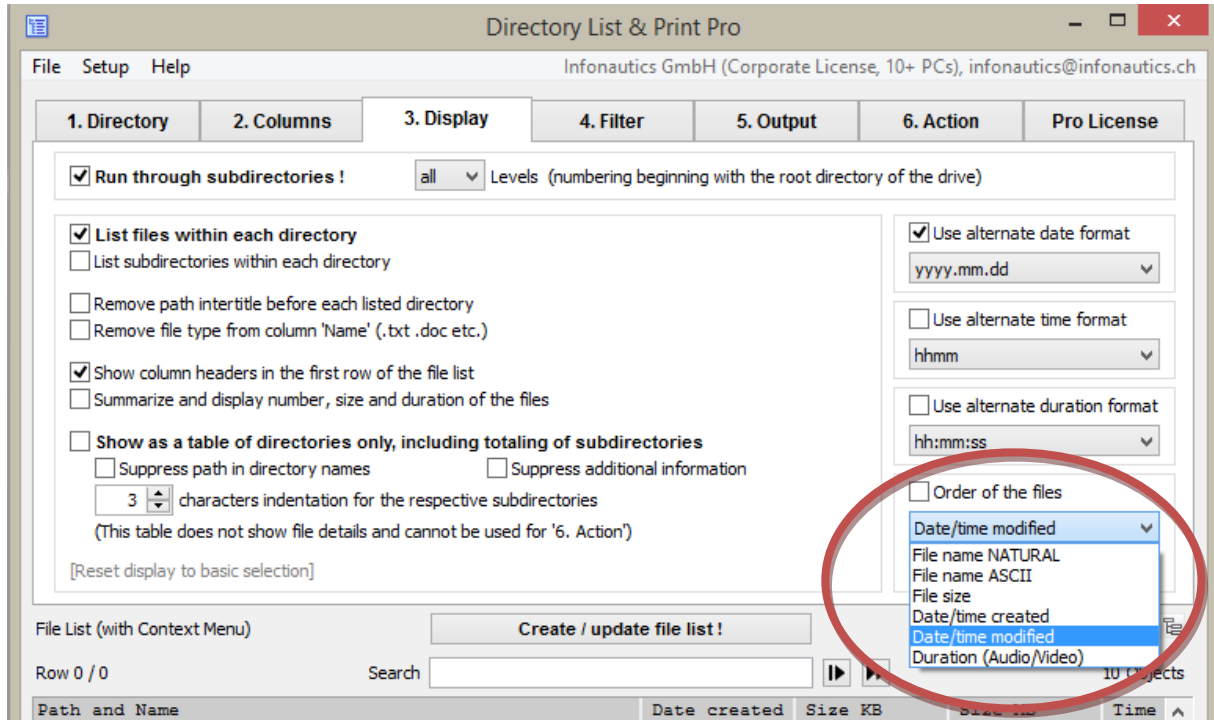 Directory List & Print Pro
File Setup Help Infonautics GmbH (Corporate License, 10+ PCs), infonautics@infonautics.ch
1. Directory 2. Columns 3. Display 4. Filter 5. Output 6. Action Pro License
Run through subdirectories ! all Levels (numbering beginning with the root directory of the drive)
List files within each directory
List subdirectories within each directory
Remove path intertitle before each listed directory
Remove file type from column 'Name' (.txt .doc etc.)
Show column headers in the first row of the file list
Summarize and display number, size and duration of the files
Show as a table of directories only, including totaling of subdirectories
Suppress path in directory names Suppress additional information
3 characters indentation for the respective subdirectories
(This table does not show file details and cannot be used for '6. Action')
[Reset display to basic selection]
Use alternate date format
yyyy.mm.dd
Use alternate time format
hhmm
Use alternate duration format
hh:mm:ss
Order of the files
Date/time modified
File name NATURAL
File name ASCII
File size
Date/time created
Date/time modified
Duration (Audio/Video)
File List (with Context Menu) Create / update file list !
Row 0 / 0 Search 10 Objects
Path and Name Date created Size KB Size MB Time